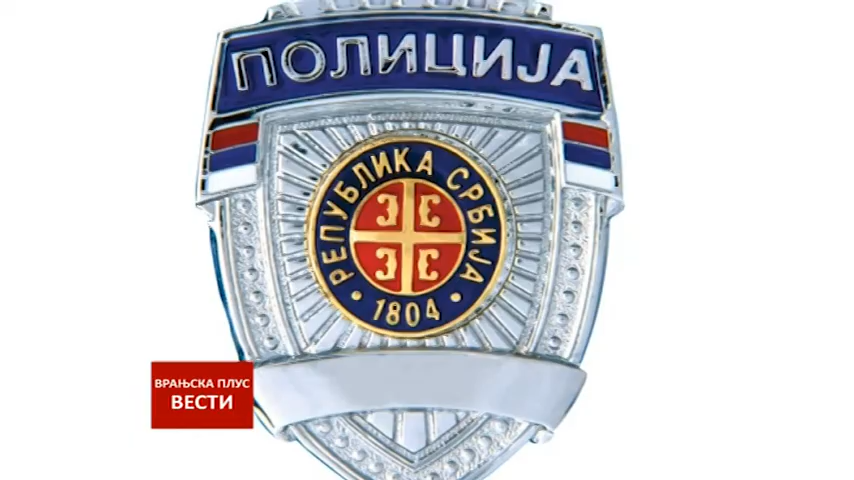 ПОЛИЦИЈА
РЕПУБЛИКА СРБИЈА
• 1804 •
ВРАЊСКА ПЛУС
ВЕСТИ